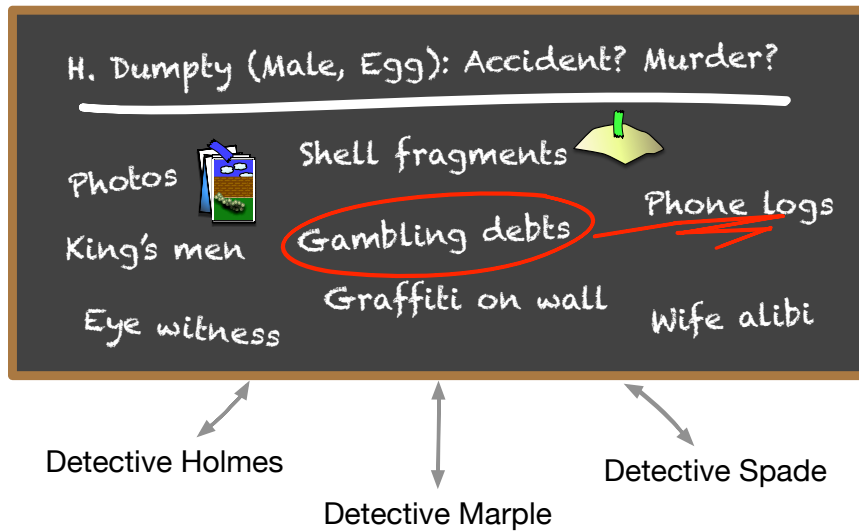 H. Dumpty (Male, Egg): Accident? Murder?
Shell fragments
Photos
Phone logs
Gambling debts
King's men
Graffiti on wall
Eye witness
Wife alibi
Detective Holmes
Detective Spade
Detective Marple